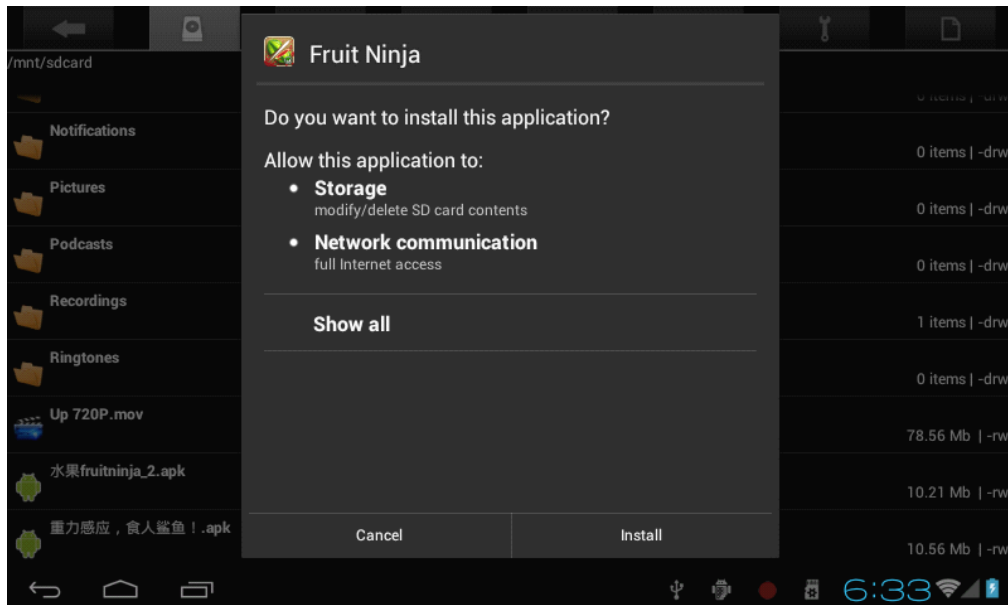 /mnt/sdcard
Fruit Ninja
Do you want to install this application?
Allow this application to:
Storage
modify/delete SD card contents
Network communication
full Internet access
Show all
Cancel
Install
Notifications
0 items | -drw
Pictures
0 items | -drw
Podcasts
0 items | -drw
Recordings
1 items | -drw
Ringtones
0 items | -drw
Up 720P.mov
78.56 Mb | -rw
水果fruitninja_2.apk
10.21 Mb | -rw
重力感应，食人鲨鱼！.apk
10.56 Mb | -rw
6:33